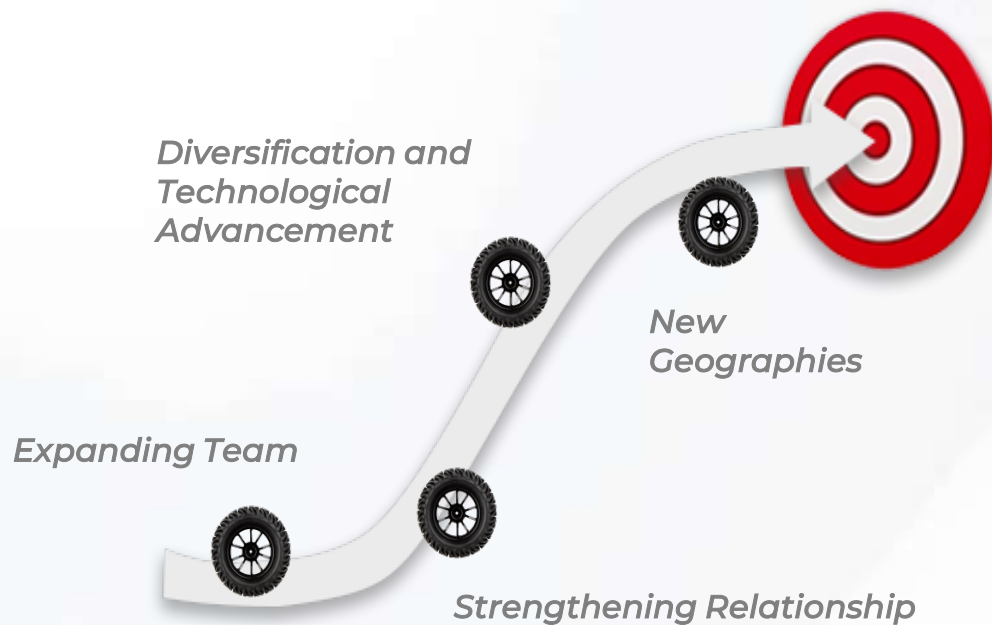 Diversification and
Technological
Advancement
New
Geographies
Expanding Team
Strengthening Relationship